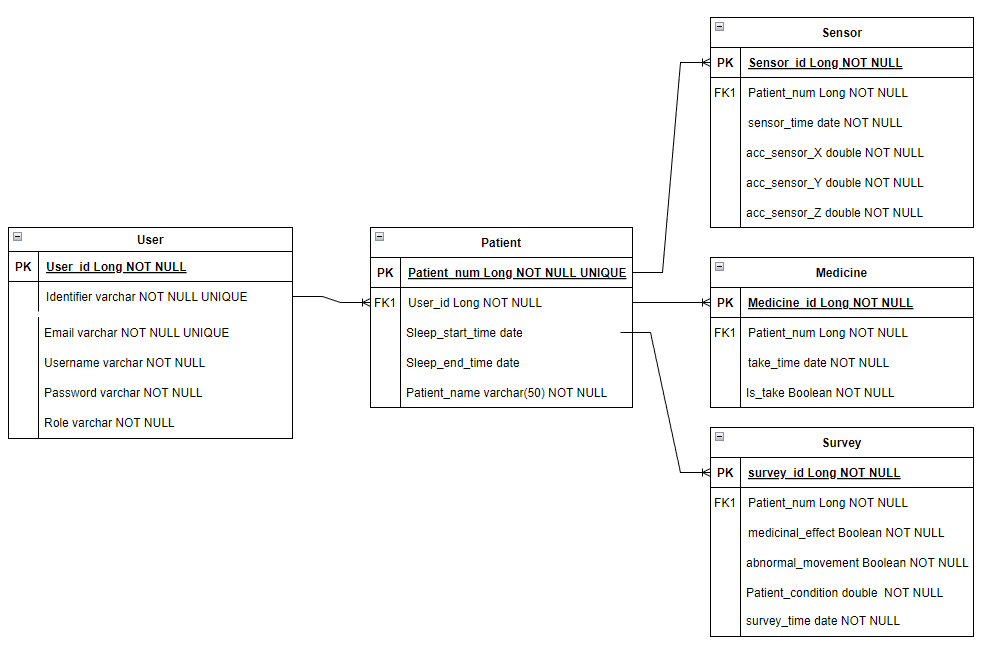 User
PK User_id Long NOT NULL
Identifier varchar NOT NULL UNIQUE
Email varchar NOT NULL UNIQUE
Username varchar NOT NULL
Password varchar NOT NULL
Role varchar NOT NULL
Patient
PK Patient_num Long NOT NULL UNIQUE
FK1 User_id Long NOT NULL
Sleep_start_time date
Sleep_end_time date
Patient_name varchar(50) NOT NULL
Sensor
PK Sensor_id Long NOT NULL
FK1 Patient_num Long NOT NULL
sensor_time date NOT NULL
acc_sensor_X double NOT NULL
acc_sensor_Y double NOT NULL
acc_sensor_Z double NOT NULL
Medicine
PK Medicine_id Long NOT NULL
FK1 Patient_num Long NOT NULL
take_time date NOT NULL
Is_take Boolean NOT NULL
Survey
PK survey_id Long NOT NULL
FK1 Patient_num Long NOT NULL
medicinal_effect Boolean NOT NULL
abnormal_movement Boolean NOT NULL
Patient_condition double NOT NULL
survey_time date NOT NULL